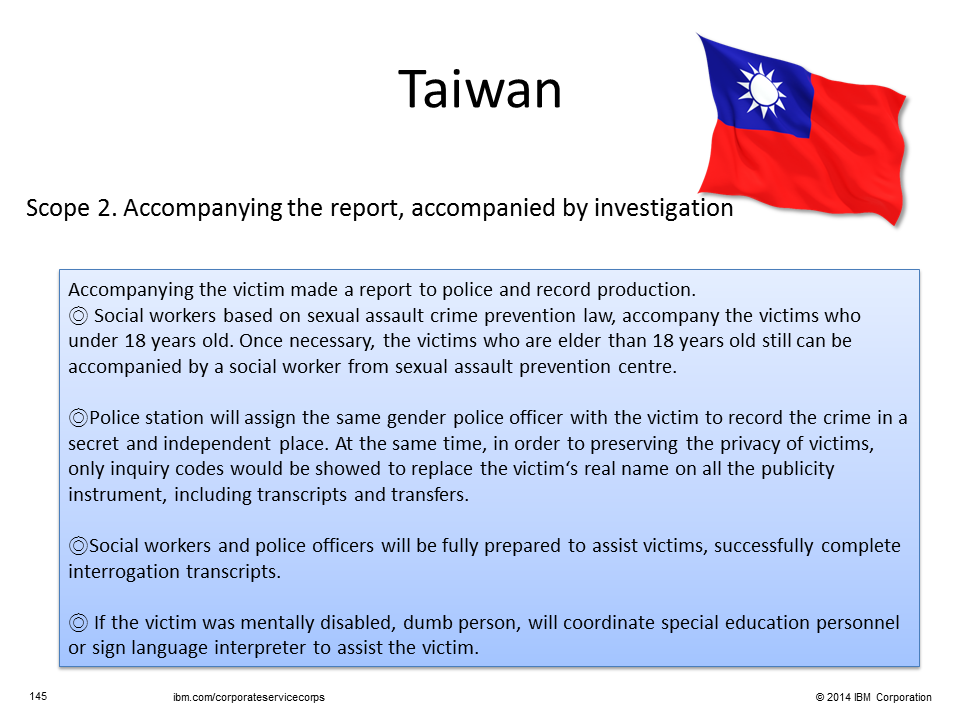 Taiwan
Scope 2. Accompanying the report, accompanied by investigation
Accompanying the victim made a report to police and record production.
◎ Social workers based on sexual assault crime prevention law, accompany the victims who
under 18 years old. Once necessary, the victims who are elder than 18 years old still can be
accompanied by a social worker from sexual assault prevention centre.
◎Police station will assign the same gender police officer with the victim to record the crime in a
secret and independent place. At the same time, in order to preserving the privacy of victims,
only inquiry codes would be showed to replace the victim‘s real name on all the publicity
instrument, including transcripts and transfers.
◎Social workers and police officers will be fully prepared to assist victims, successfully complete
interrogation transcripts.
◎ If the victim was mentally disabled, dumb person, will coordinate special education personnel
or sign language interpreter to assist the victim.
145 ibm.com/corporateservicecorps © 2014 IBM Corporation